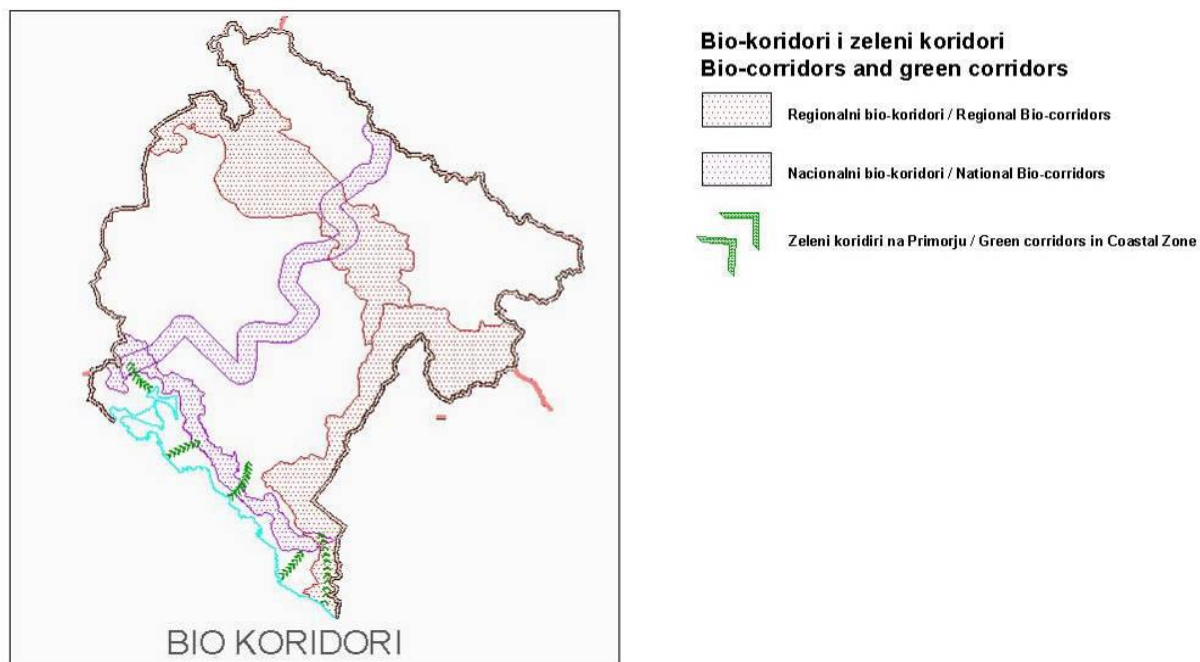 BIO KORIDORI
Bio-koridori i zeleni koridori
Bio-corridors and green corridors
Regionalni bio-koridori / Regional Bio-corridors
Nacionalni bio-koridori / National Bio-corridors
Zeleni koridiri na Primorju / Green corridors in Coastal Zone